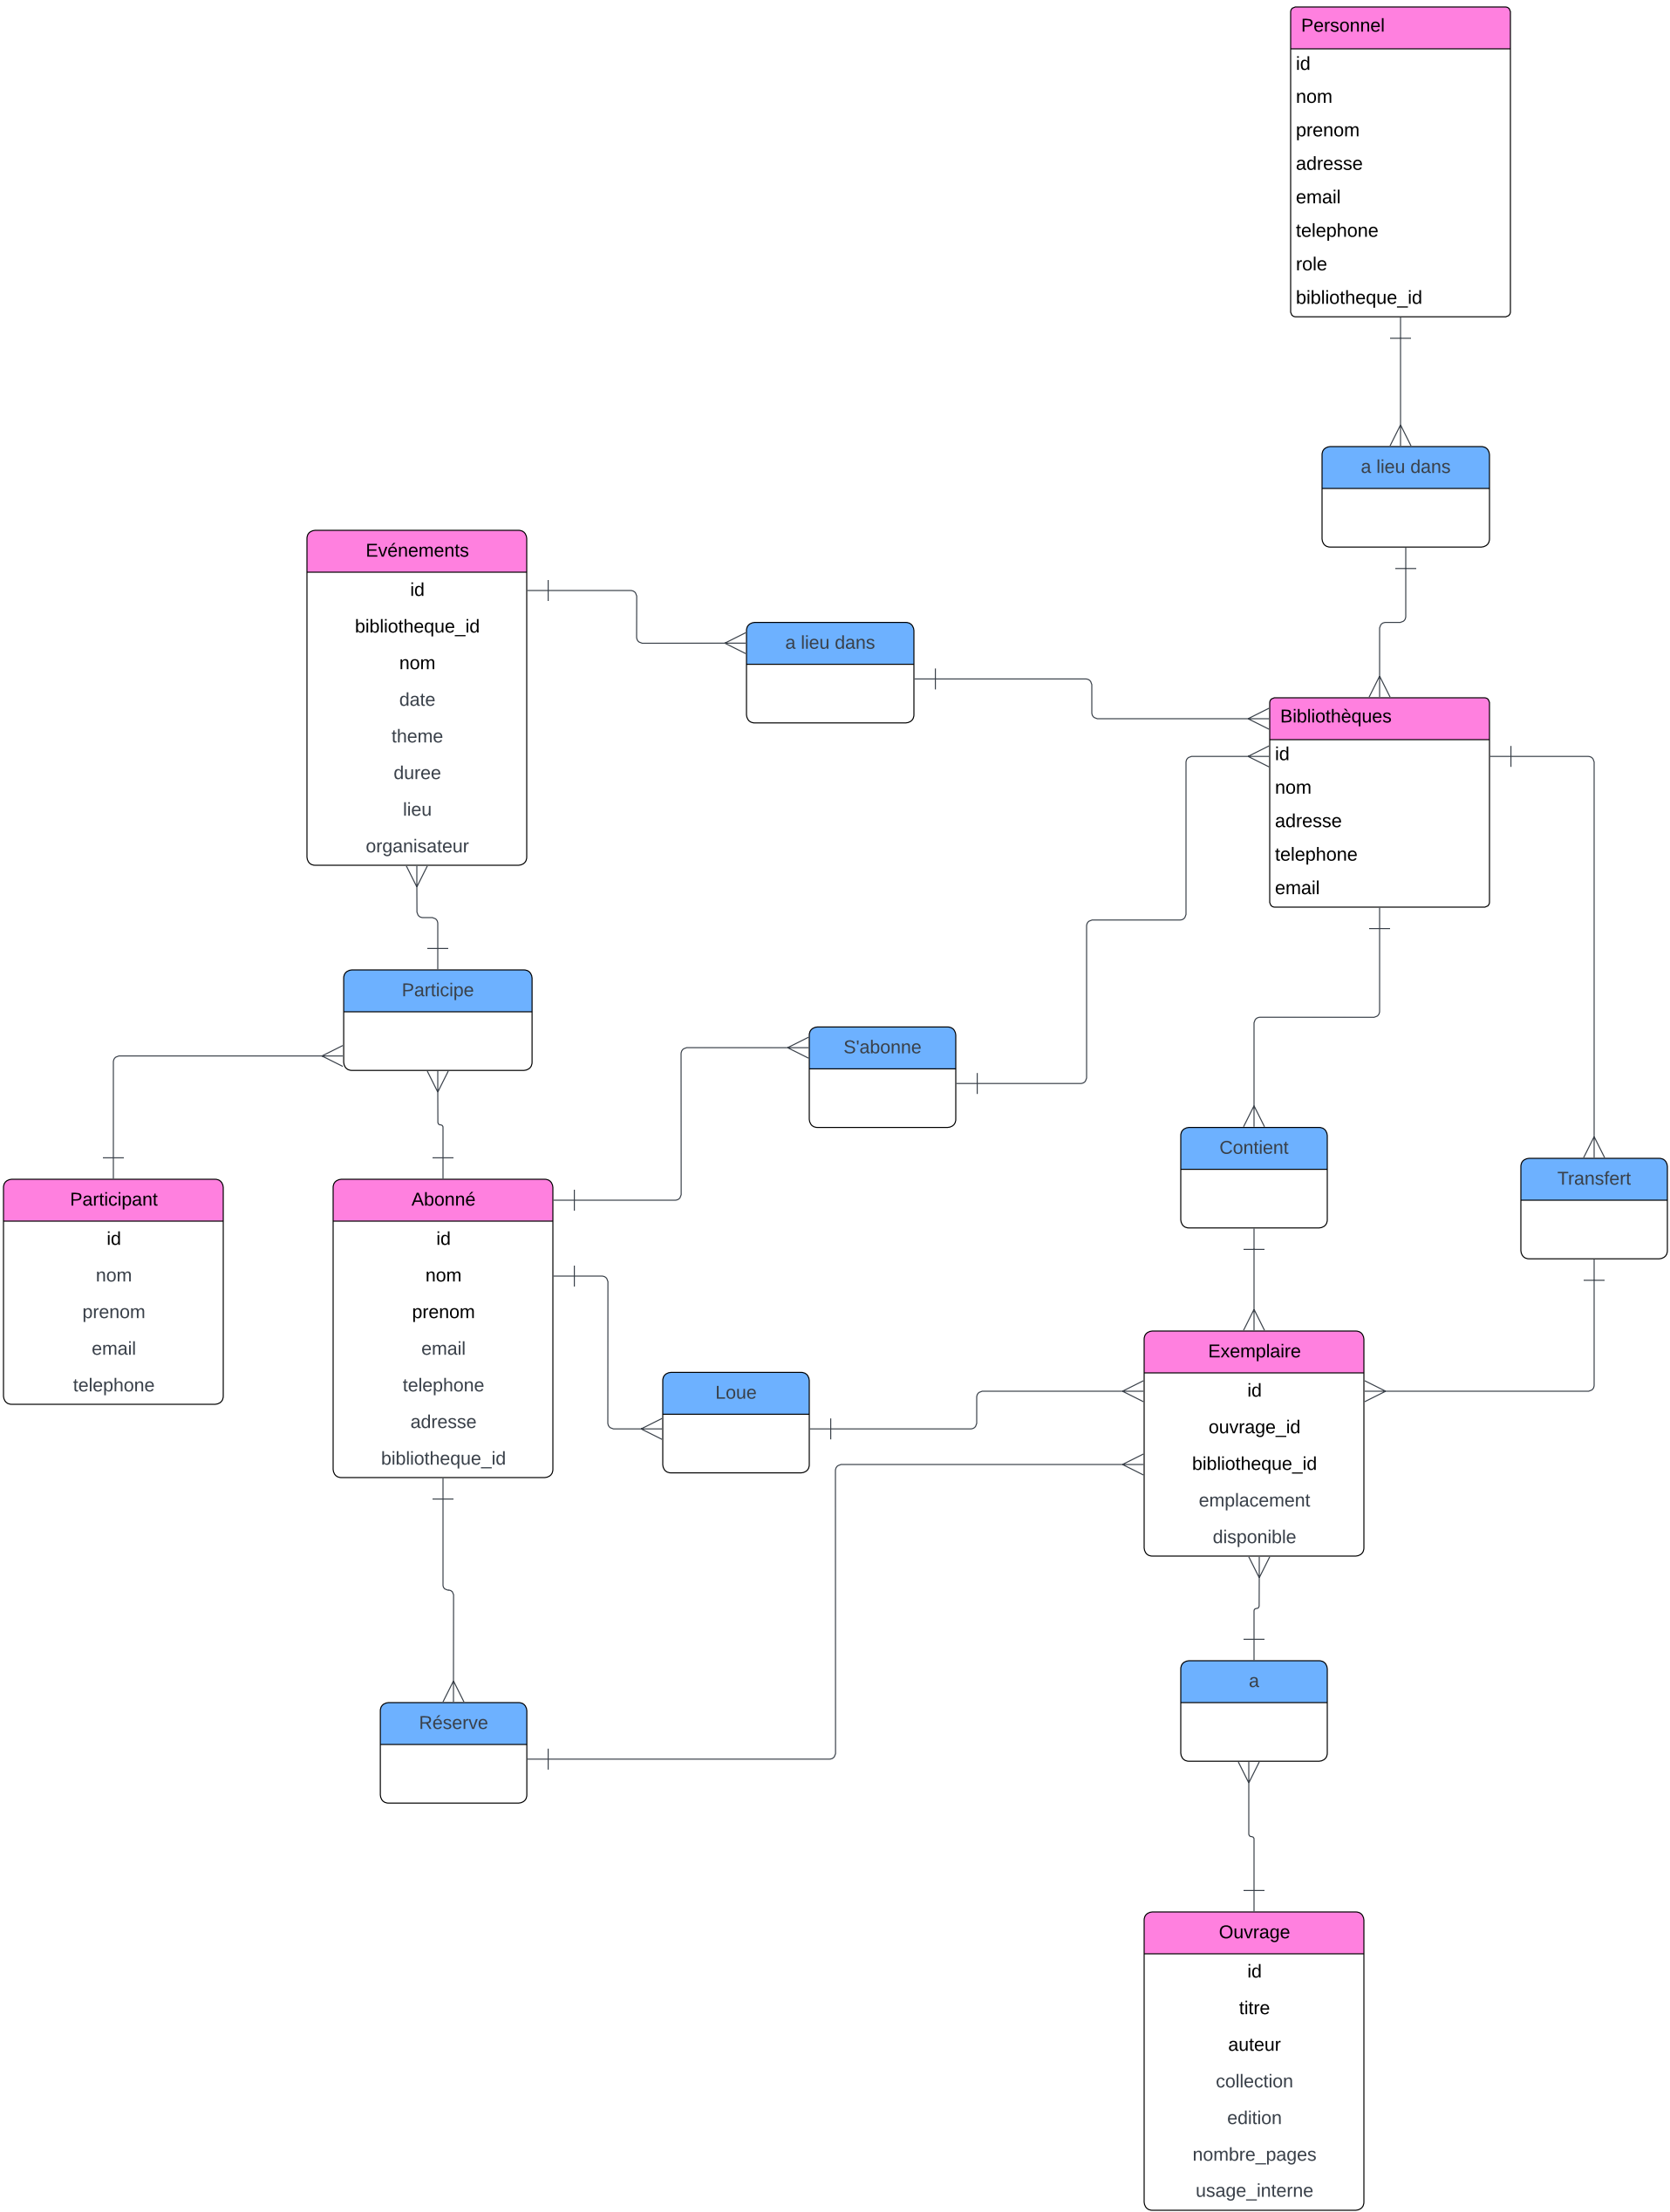 Personnel
id
nom
prenom
adresse
email
telephone
role
bibliotheque_id
a lieu dans
Evénements
id
bibliotheque_id
nom
date
theme
duree
lieu
organisateur
a lieu dans
Bibliothèques
id
nom
adresse
telephone
email
Participe
S'abonne
Contient
Transfert
Participant
id
nom
prenom
email
telephone
Abonné
id
nom
prenom
email
telephone
adresse
bibliotheque_id
Loue
Exemplaire
id
ouvrage_id
bibliotheque_id
emplacement
disponible
Réserve
a
Ouvrage
id
titre
auteur
collection
edition
nombre_pages
usage_interne